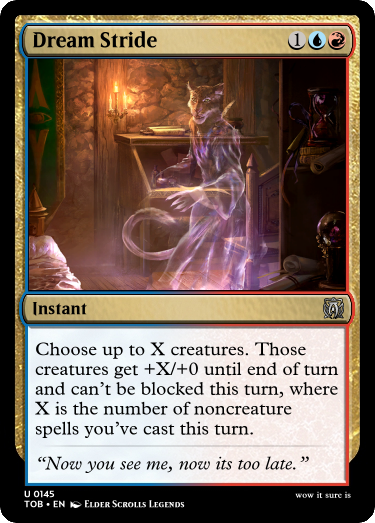 Dream Stride 1
Instant
Choose up to X creatures. Those
creatures get +X/+0 until end of turn
and can't be blocked this turn, where
X is the number of noncreature
spells you've cast this turn.
“Now you see me, now its too late.”
U 0145
TOB • EN ELDER SCROLLS LEGENDS
wow it sure is